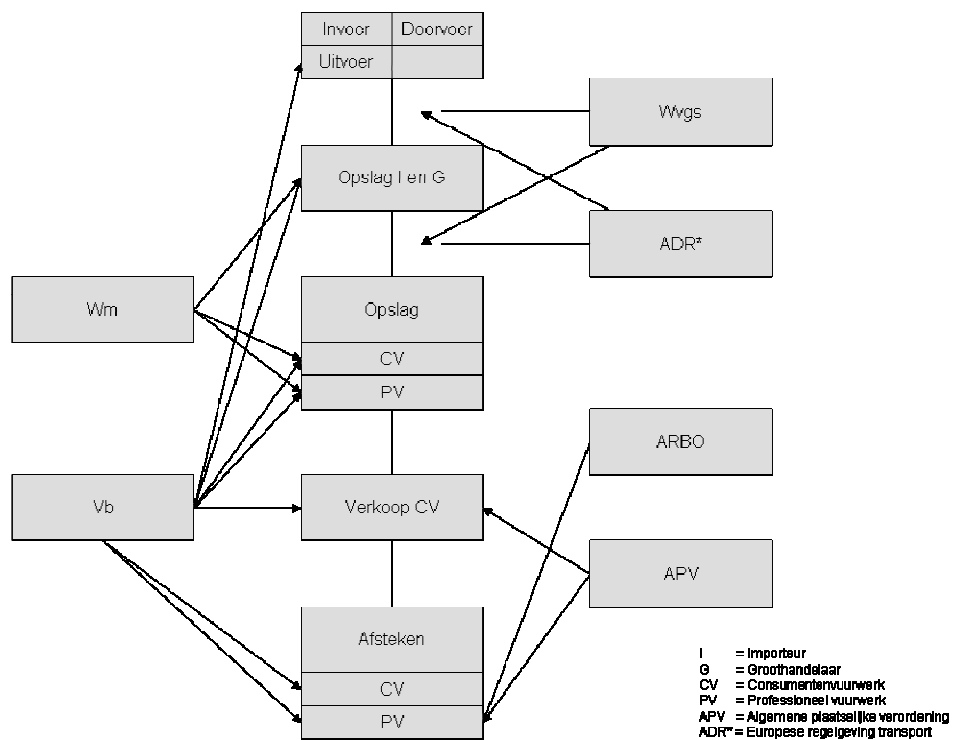 Invoer Doorvoer
Uitvoer
Wvgs
Opslag I en G
ADR*
Wm
Opslag
CV
PV
ARBO
Vb
Verkoop CV
APV
Afsteken
CV
PV
I = Importeur
G = Groothandelaar
CV = Consumentenvuurwerk
PV = Professioneel vuurwerk
APV = Algemene plaatselijke verordening
ADR* = Europese regelgeving transport